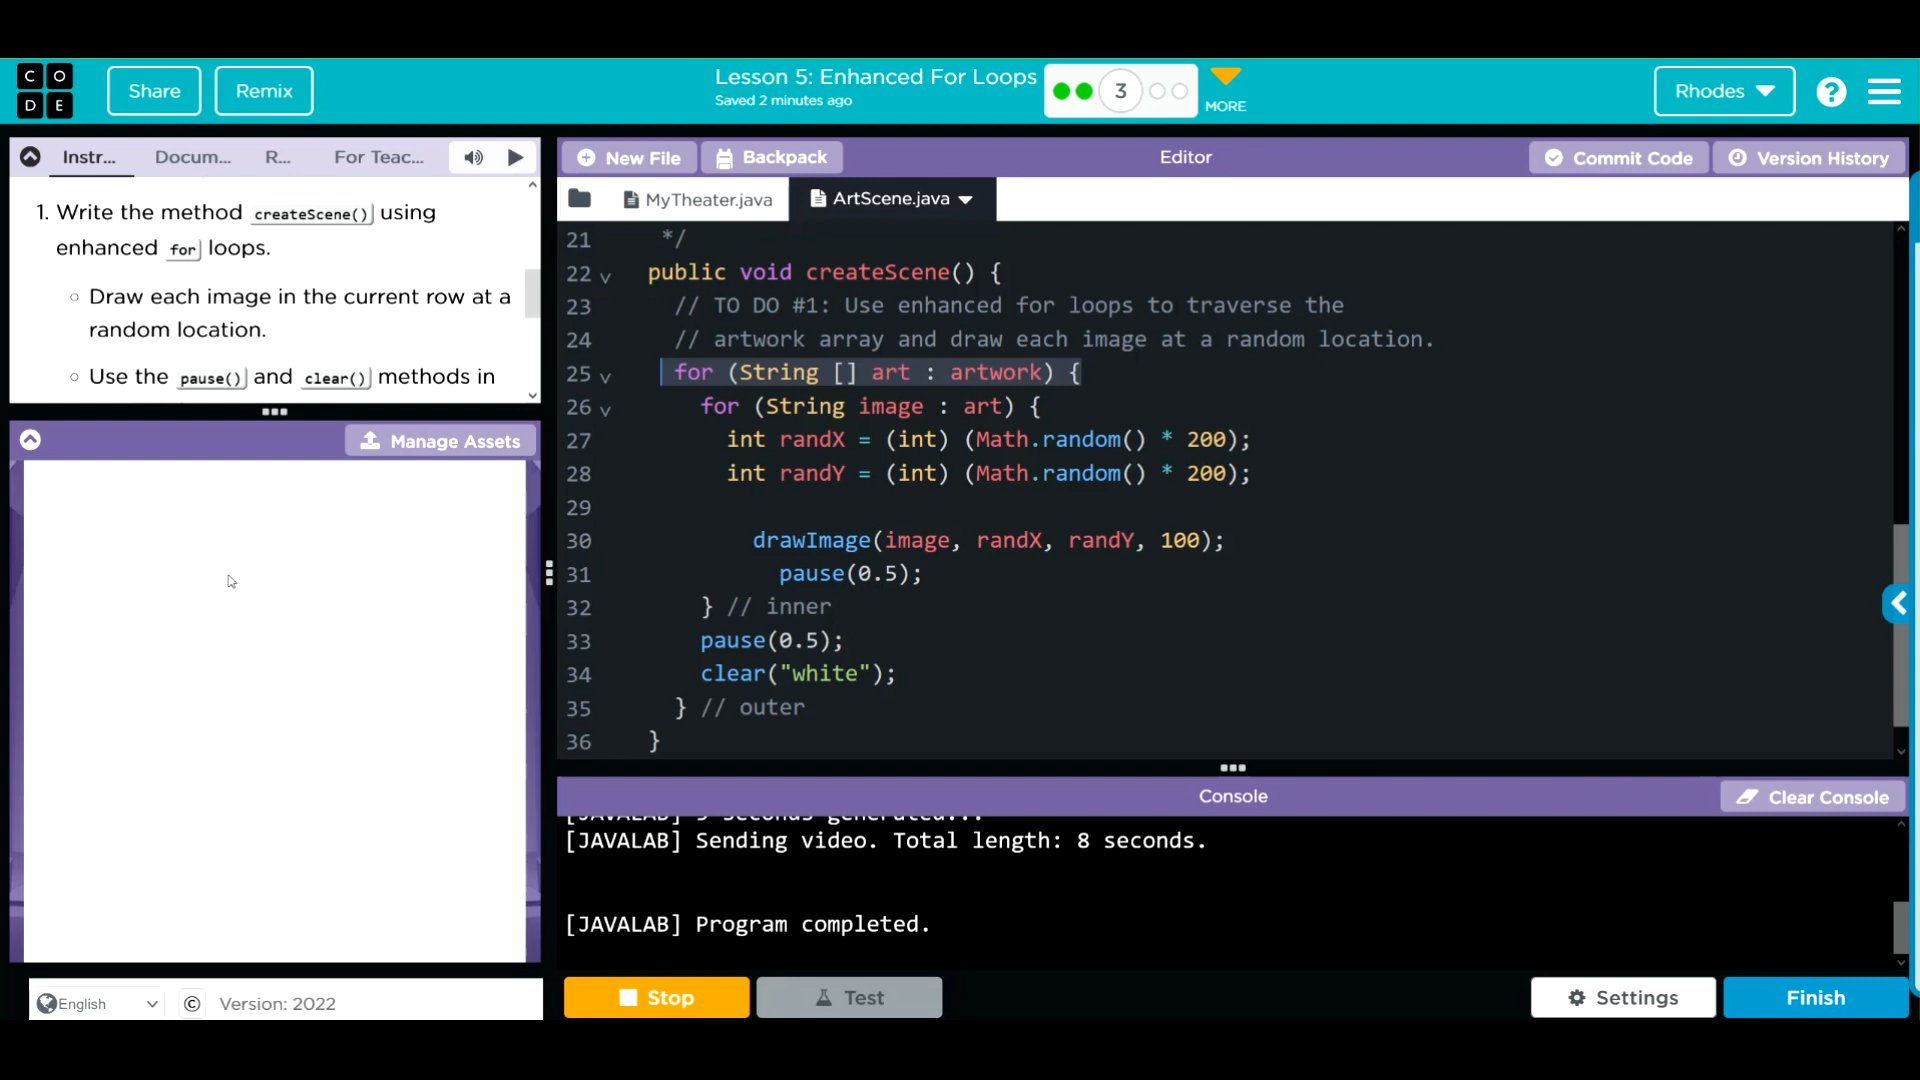 C O
D E
Share
Remix
Lesson 5: Enhanced For Loops
Saved 2 minutes ago
3
MORE
Rhodes
?
Instr...
Docum...
R...
For Teac...
1. Write the method createScene() using
enhanced for loops.
Draw each image in the current row at a
random location.
Use the pause() and clear() methods in
Manage Assets
English
© Version: 2022
New File
Backpack
Editor
Commit Code
Version History
MyTheater.java
ArtScene.java
21 */
22 public void createScene() {
23 // TO DO #1: Use enhanced for loops to traverse the
24 // artwork array and draw each image at a random location.
25 for (String [] art : artwork) {
26 for (String image : art) {
27 int randX = (int) (Math.random() * 200);
28 int randY = (int) (Math.random() * 200);
29
30 drawImage(image, randX, randY, 100);
31 pause(0.5);
32 } // inner
33 pause(0.5);
34 clear("white");
35 } // outer
36 }
Console
Clear Console
[JAVALAB] Sending video. Total length: 8 seconds.
[JAVALAB] Program completed.
Stop
Test
Settings
Finish